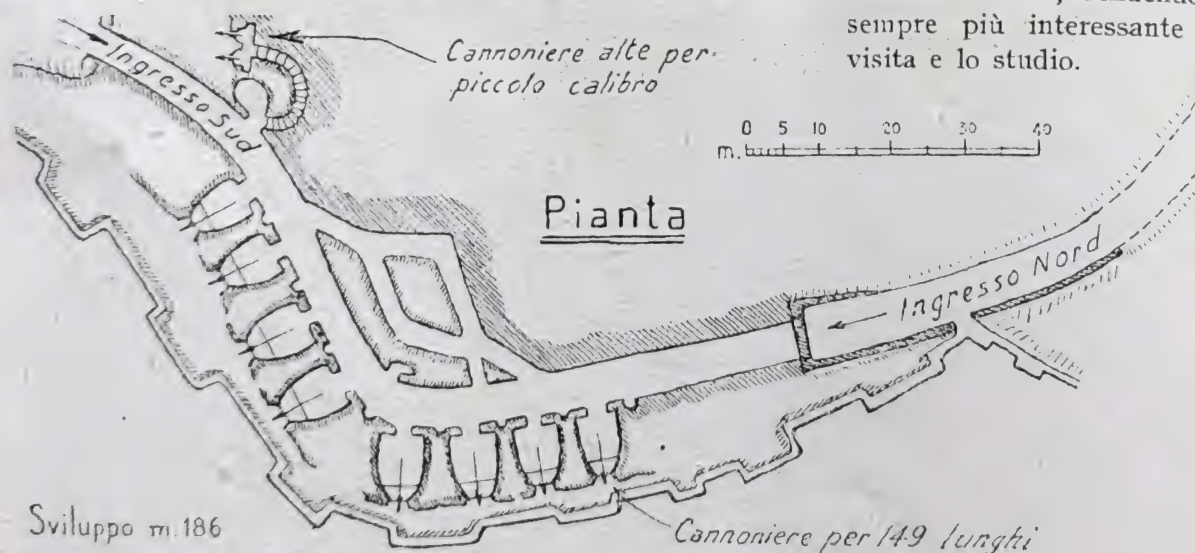 sempre più interessante
visita e lo studio.
Cannoniere alte per
piccolo calibro
Ingresso Sud
0 5 10 20 30 40
m.
Pianta
Ingresso Nord
Sviluppo m. 186
Cannoniere per 149 lunghi